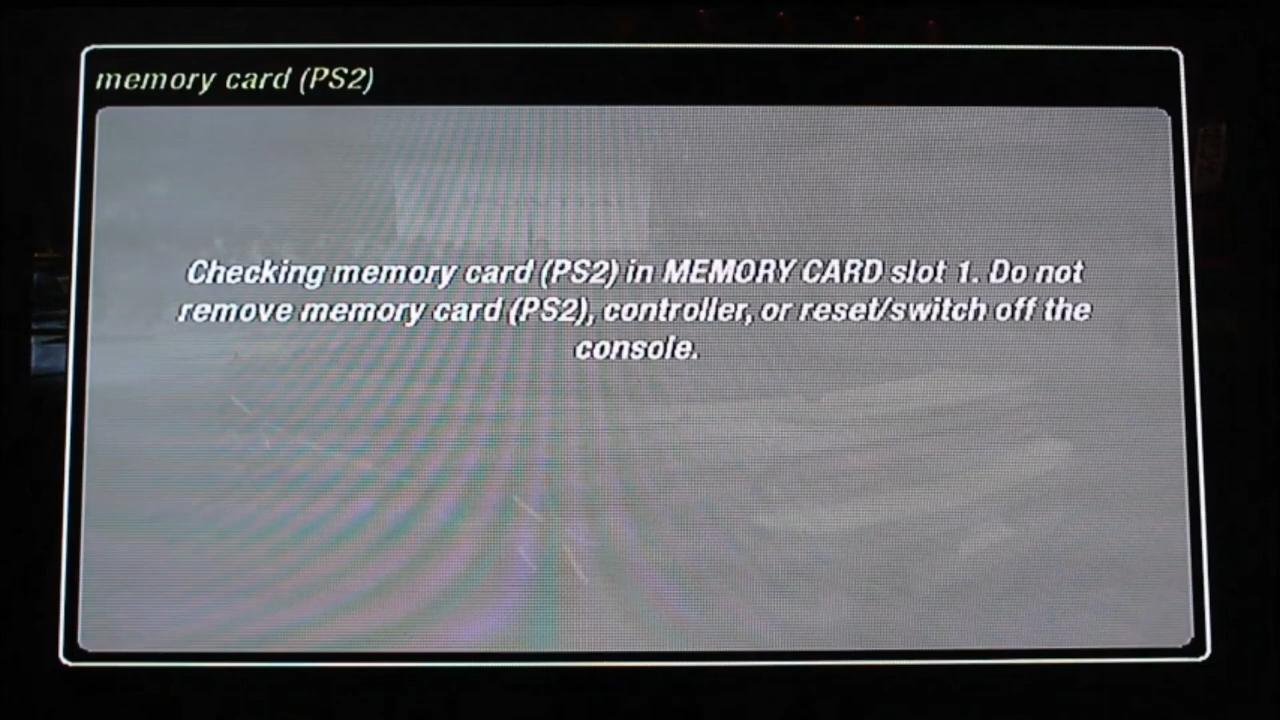 memory card (PS2)
Checking memory card (PS2) in MEMORY CARD slot 1. Do not
remove memory card (PS2), controller, or reset/switch off the
console.